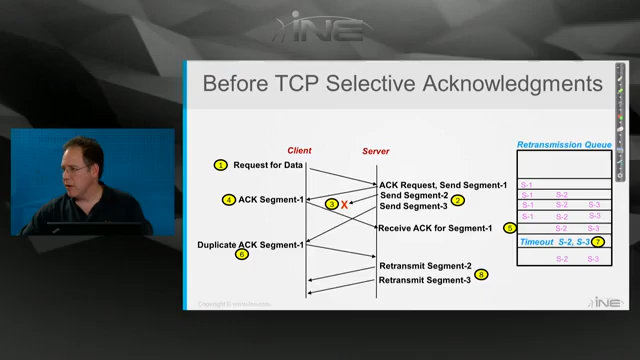 iNE
Before TCP Selective Acknowledgments
Retransmission Queue
Client
Server
1 Request for Data
ACK Request, Send Segment-1
S-1
Send Segment-2
S-1 S-2
4 ACK Segment-1
3 X
2
Send Segment-3
S-1 S-2 S-3
S-1 S-2 S-3
Receive ACK for Segment-1
5
S-2 S-3
Duplicate ACK Segment-1
Timeout S-2, S-3 7
6
S-2 S-3
Retransmit Segment-2
8
Retransmit Segment-3
iNE